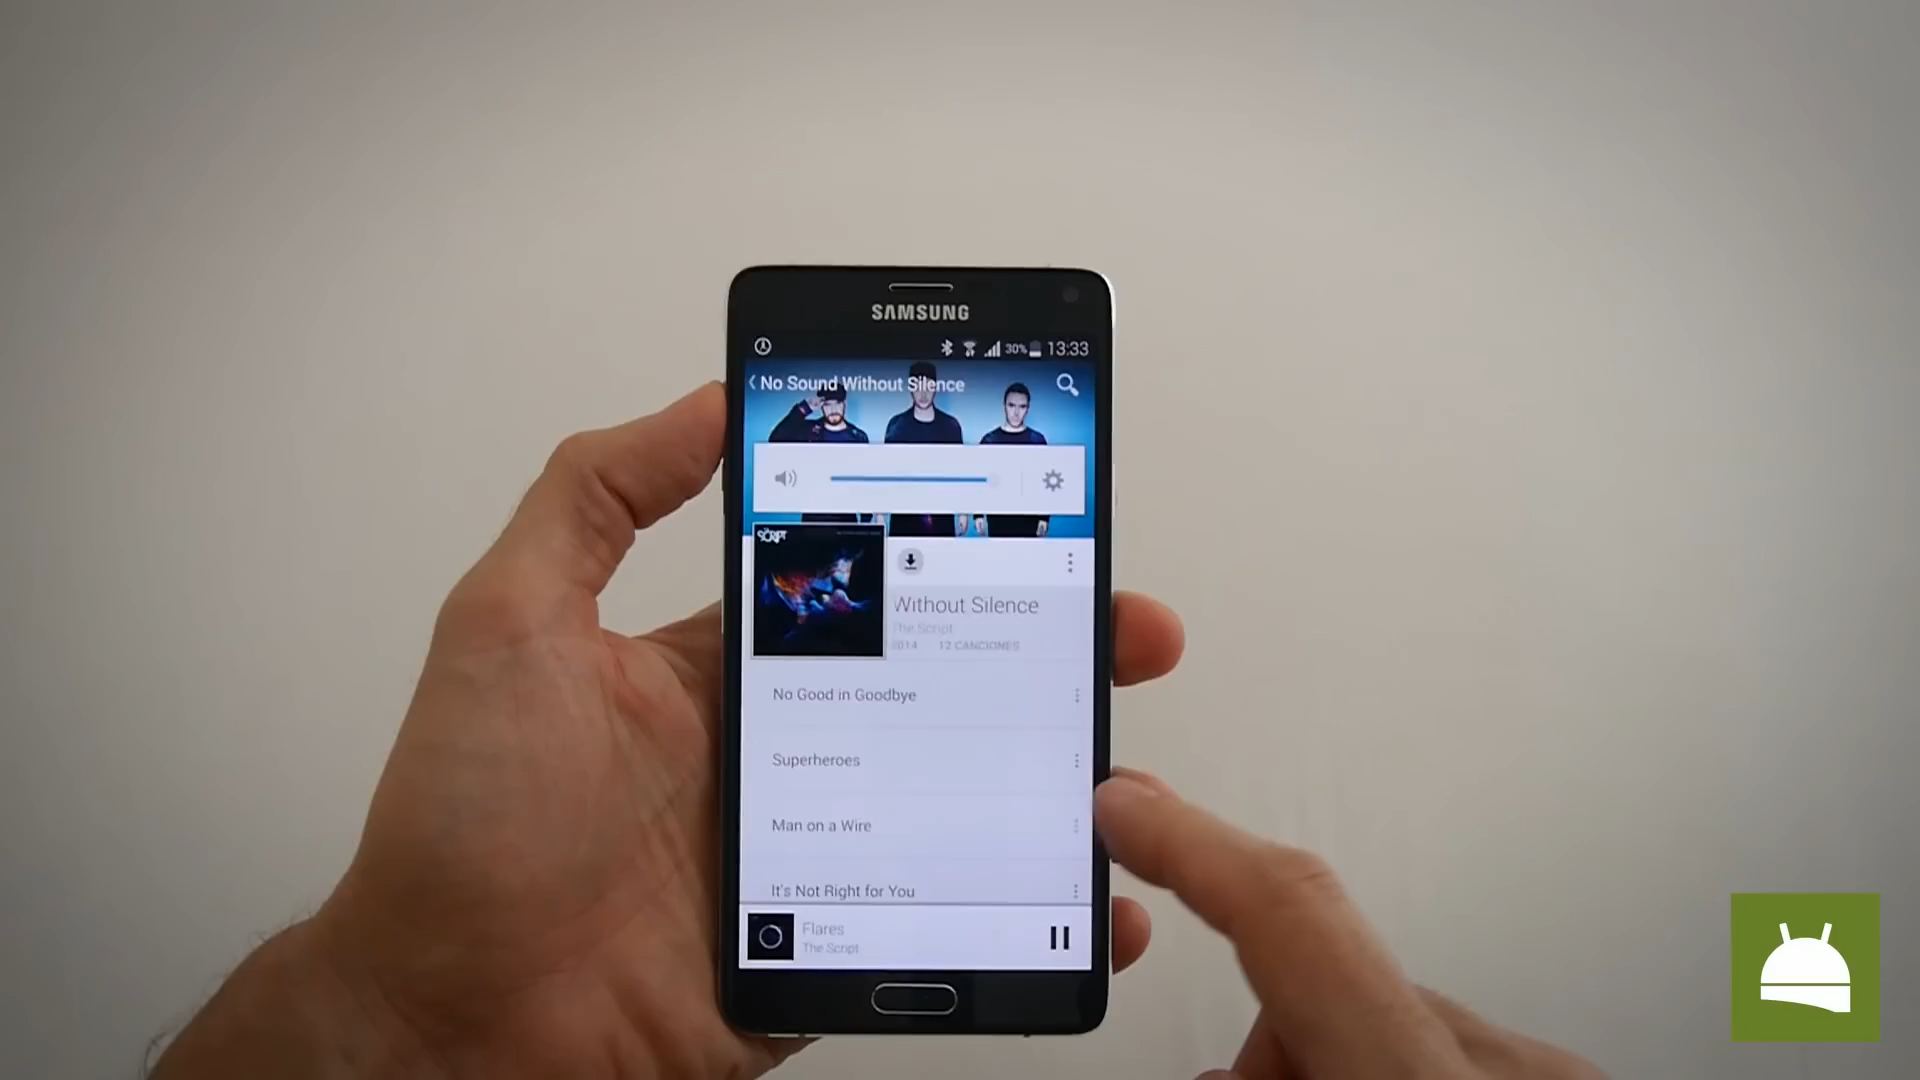 SAMSUNG
30% 13:33
No Sound Without Silence
SCRIPT
Without Silence
The Script
2014 12 CANCIONES
No Good in Goodbye
Superheroes
Man on a Wire
It's Not Right for You
Flares
The Script